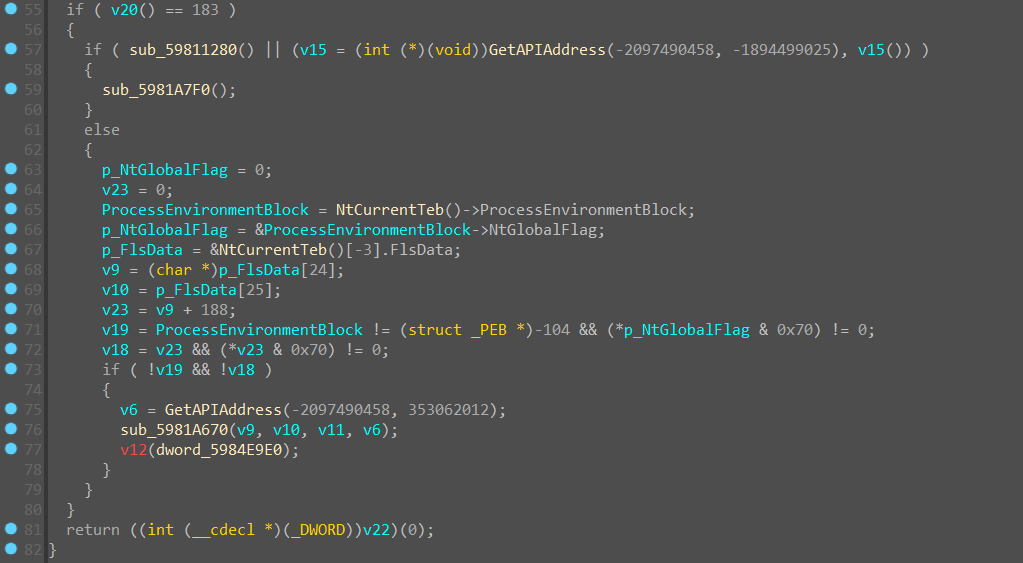 55 if ( v20() == 183 )
56 {
57 if ( sub_59811280() || (v15 = (int (*)(void))GetAPIAddress(-2097490458, -1894499025), v15()) )
58 {
59 sub_5981A7F0();
60 }
61 else
62 {
63 p_NtGlobalFlag = 0;
64 v23 = 0;
65 ProcessEnvironmentBlock = NtCurrentTeb()->ProcessEnvironmentBlock;
66 p_NtGlobalFlag = &ProcessEnvironmentBlock->NtGlobalFlag;
67 p_FlsData = &NtCurrentTeb()[-3].FlsData;
68 v9 = (char *)p_FlsData[24];
69 v10 = p_FlsData[25];
70 v23 = v9 + 188;
71 v19 = ProcessEnvironmentBlock != (struct _PEB *)-104 && (*p_NtGlobalFlag & 0x70) != 0;
72 v18 = v23 && (*v23 & 0x70) != 0;
73 if ( !v19 && !v18 )
74 {
75 v6 = GetAPIAddress(-2097490458, 353062012);
76 sub_5981A670(v9, v10, v11, v6);
77 v12(dword_5984E9E0);
78 }
79 }
80 }
81 return ((int (__cdecl *)(_DWORD))v22)(0);
82 }